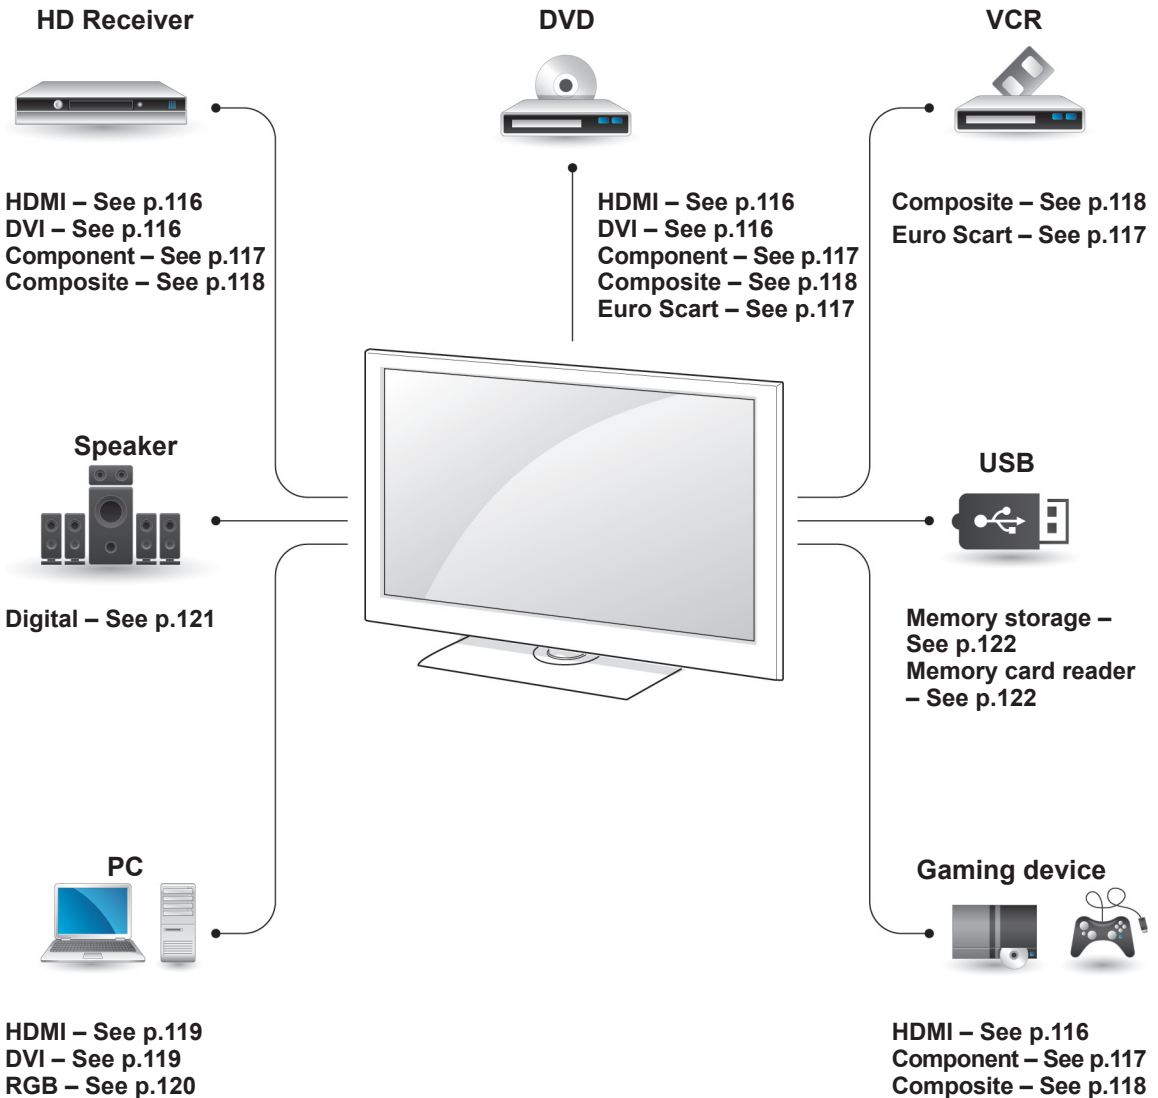 HD Receiver
HDMI – See p.116
DVI – See p.116
Component – See p.117
Composite – See p.118
DVD
HDMI – See p.116
DVI – See p.116
Component – See p.117
Composite – See p.118
Euro Scart – See p.117
VCR
Composite – See p.118
Euro Scart – See p.117
Speaker
Digital – See p.121
USB
Memory storage –
See p.122
Memory card reader
– See p.122
PC
HDMI – See p.119
DVI – See p.119
RGB – See p.120
Gaming device
HDMI – See p.116
Component – See p.117
Composite – See p.118